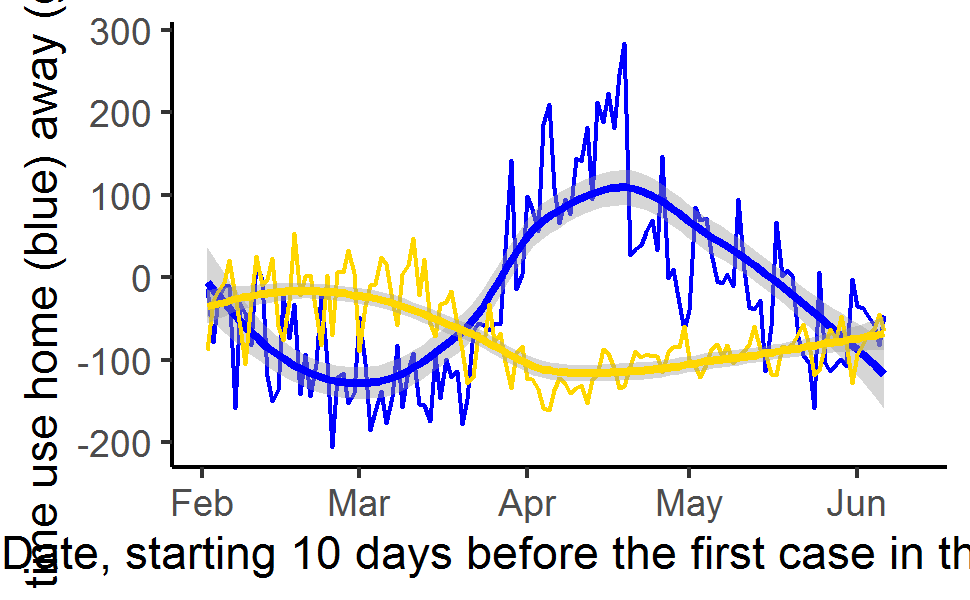 time use home (blue) away (
300
200
100
0
-100
-200
Feb Mar Apr May Jun
Date, starting 10 days before the first case in th